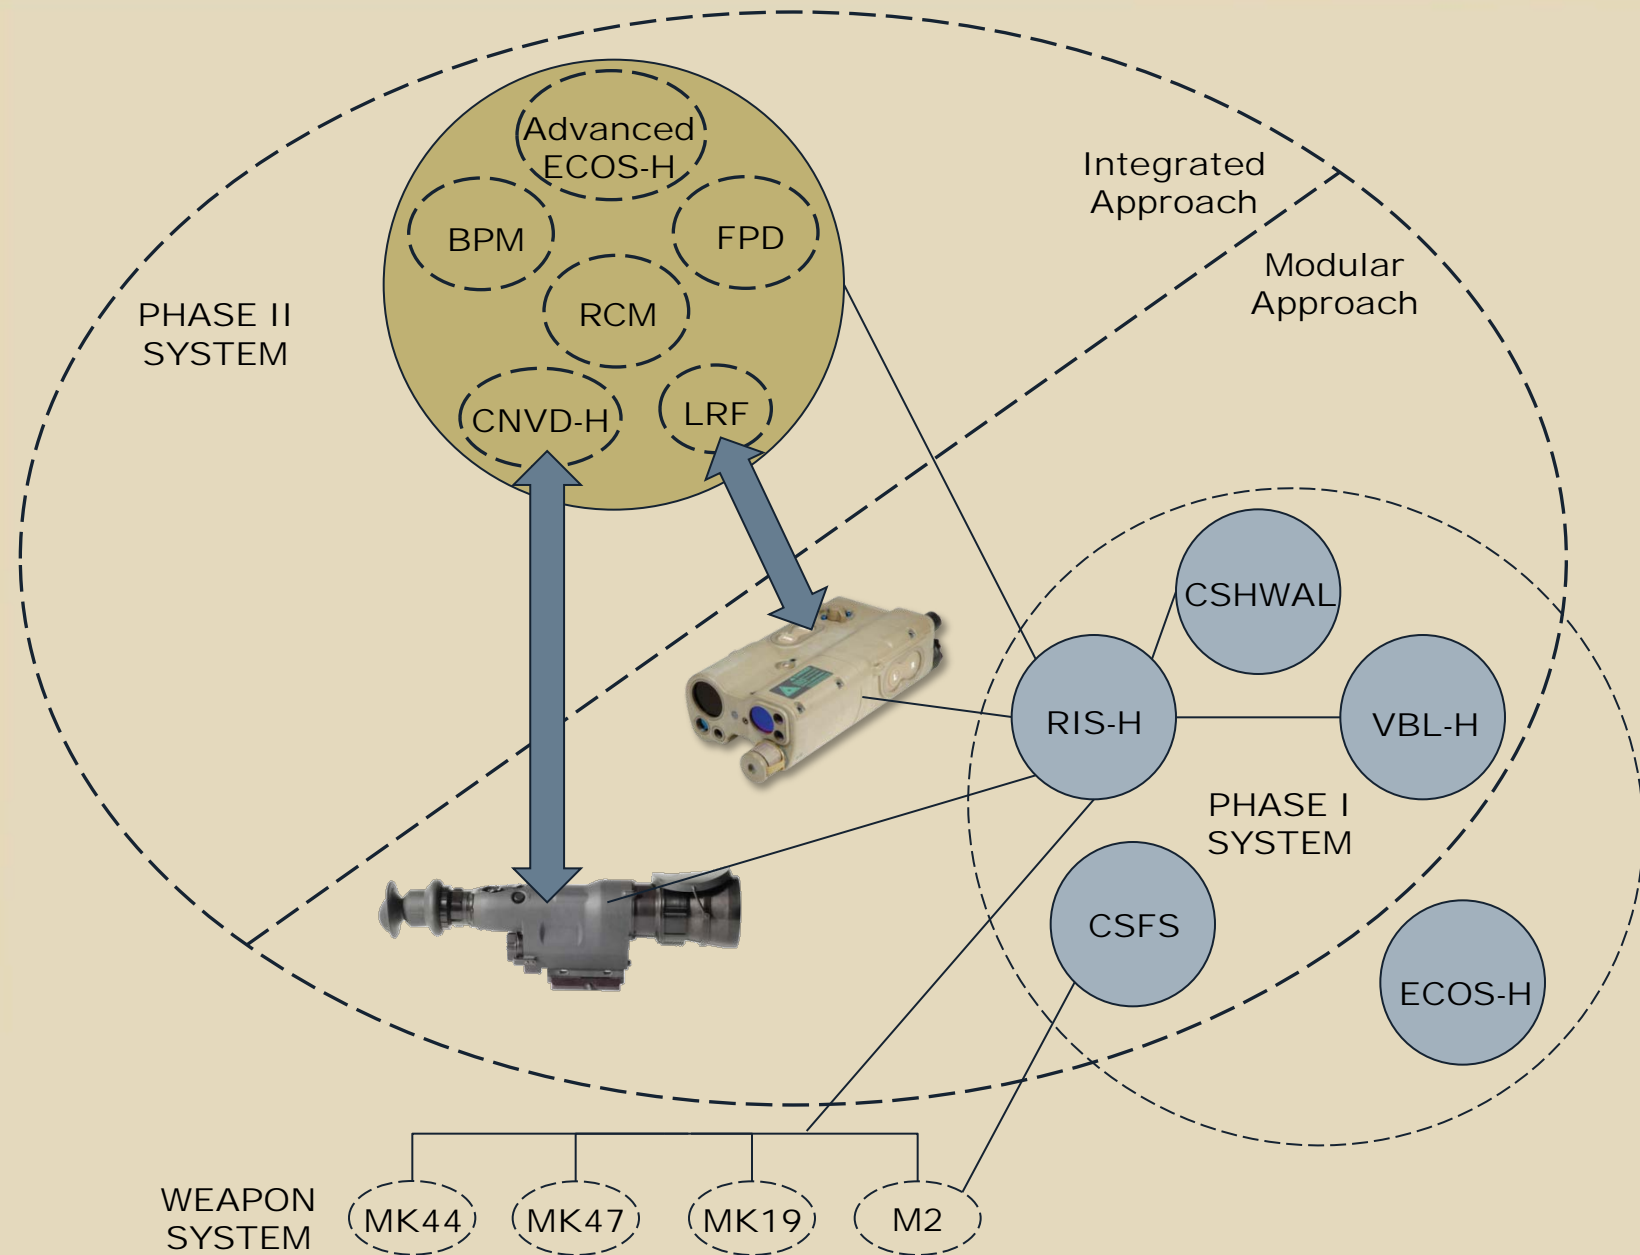 Advanced
ECOS-H
BPM
FPD
RCM
CNVD-H
LRF
Integrated
Approach
Modular
Approach
PHASE II
SYSTEM
CSHWAL
RIS-H
VBL-H
PHASE I
SYSTEM
CSFS
ECOS-H
WEAPON
SYSTEM
MK44
MK47
MK19
M2